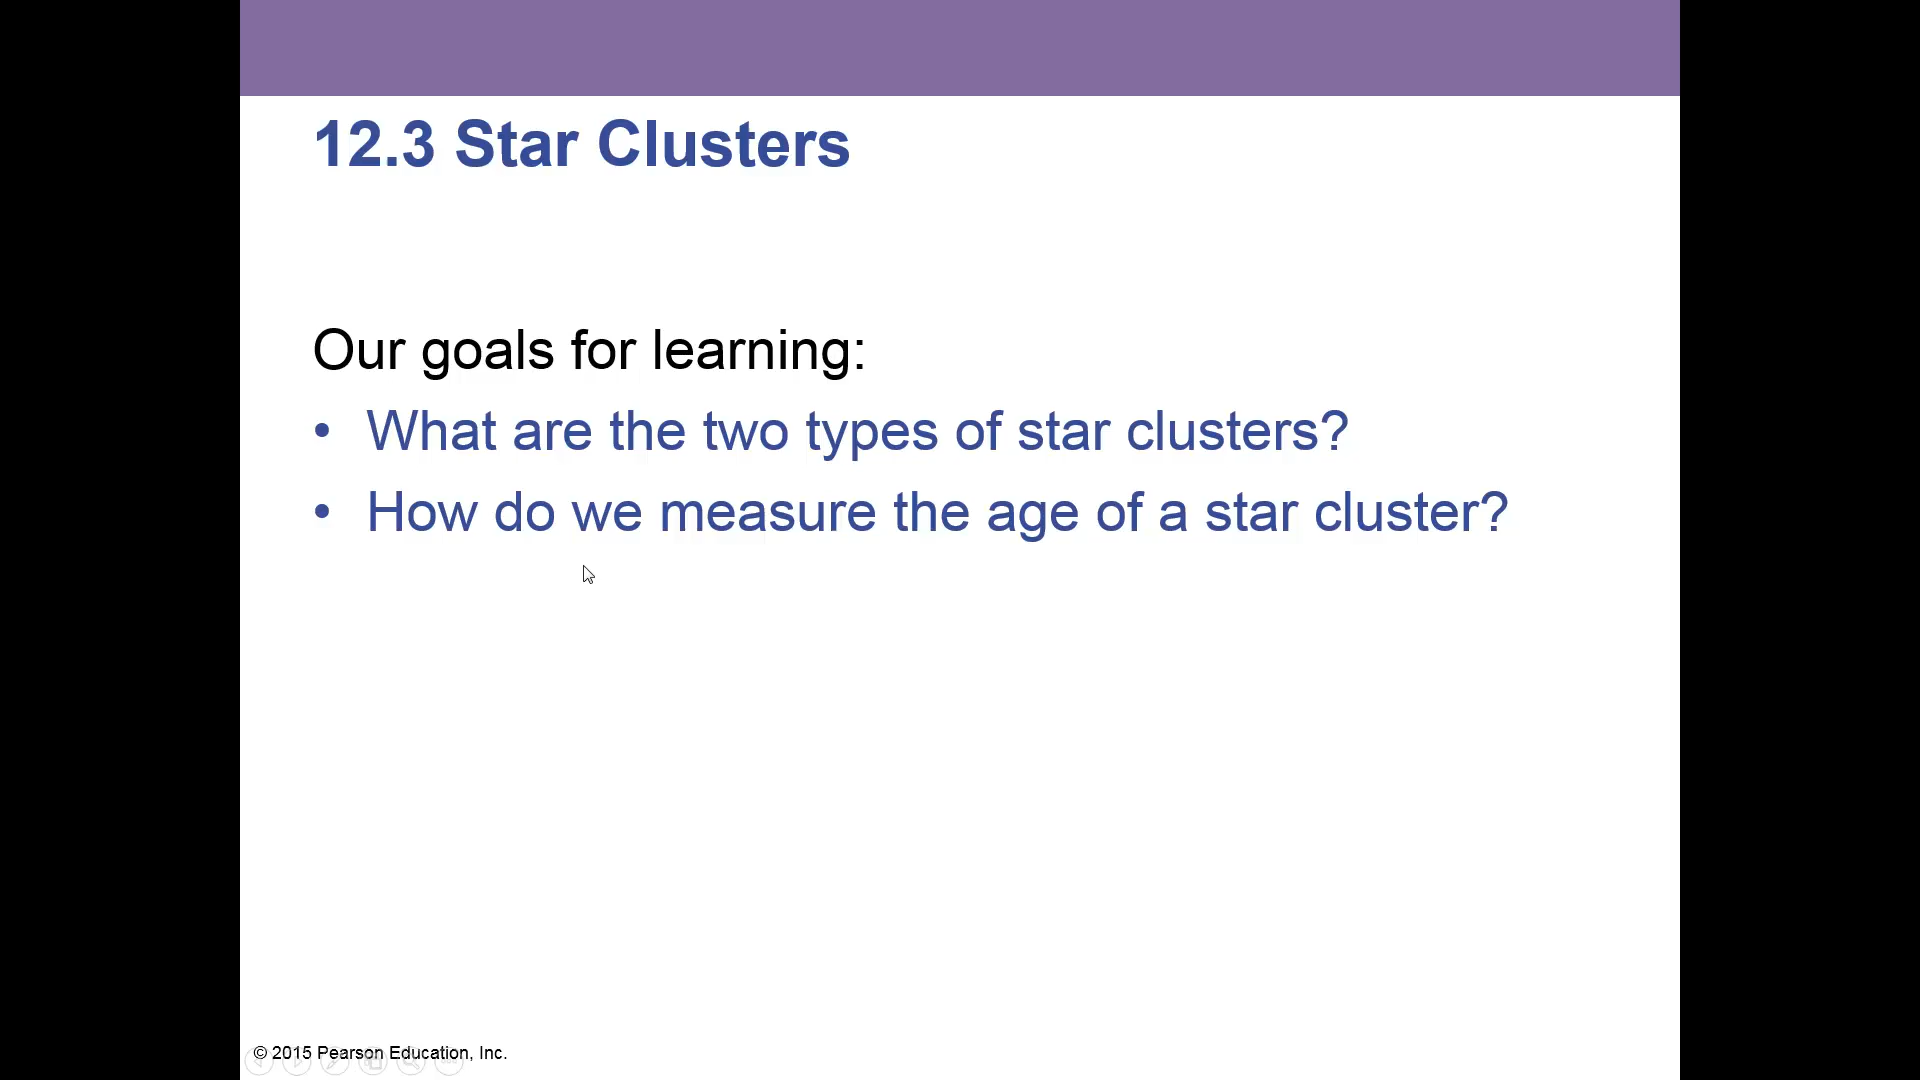 12.3 Star Clusters
Our goals for learning:
• What are the two types of star clusters?
• How do we measure the age of a star cluster?
© 2015 Pearson Education, Inc.